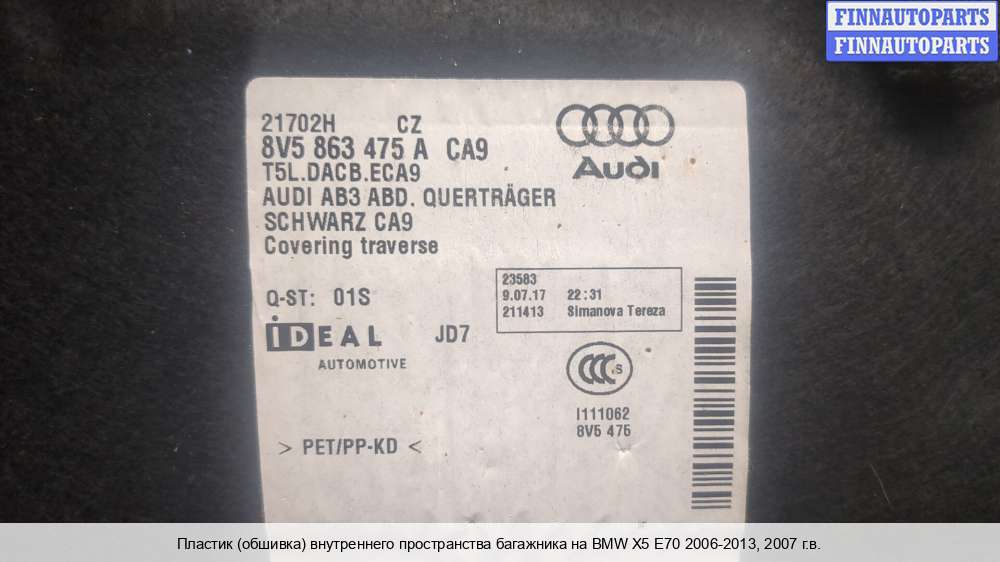 FINNAUTOPARTS
FINNAUTOPARTS
21702H CZ
8V5 863 475 A CA9
T5L.DACB.ECA9
AUDI AB3 ABD. QUERTRÄGER
SCHWARZ CA9
Covering traverse
Audi
Q-ST: 01S
IDEAL JD7
AUTOMOTIVE
23583
9.07.17 22:31
211413 Simanova Tereza
CCC S
I111062
8V5 475
> PET/PP-KD <
Пластик (обшивка) внутреннего пространства багажника на BMW X5 E70 2006-2013, 2007 г.в.